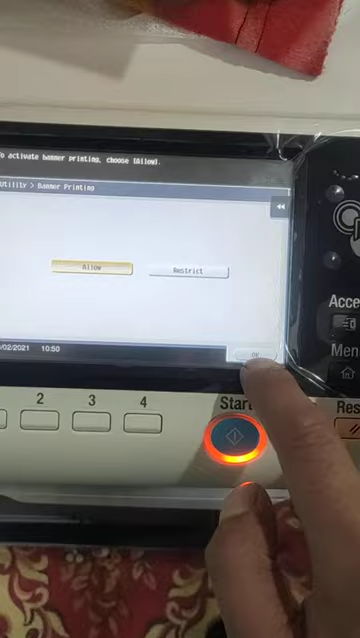 To activate banner printing, choose [Allow].
Utility > Banner Printing
Allow
Restrict
/02/2021 10:50
OK
Acce
Men
2 3 4
Start
Res